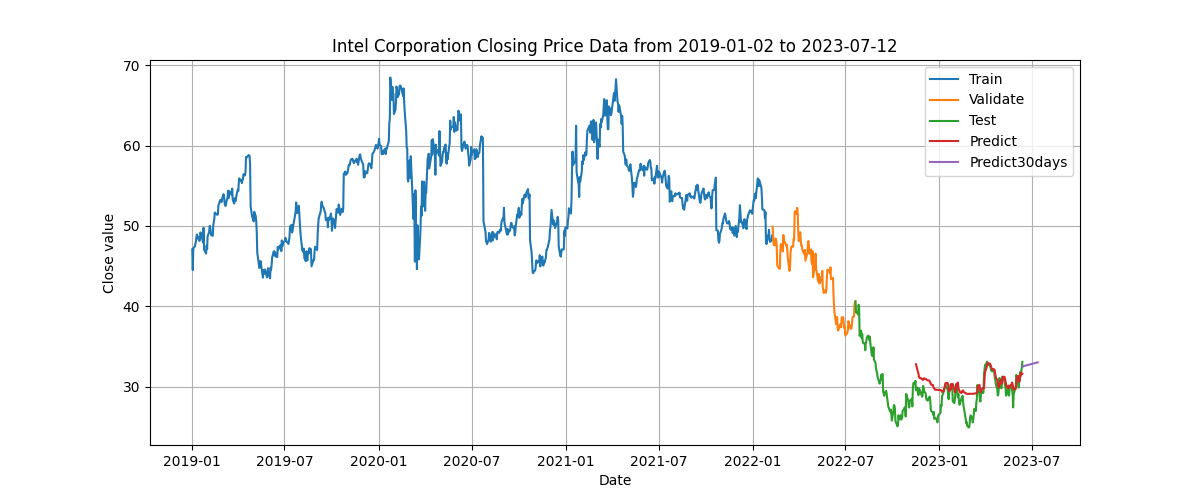 Intel Corporation Closing Price Data from 2019-01-02 to 2023-07-12
70
60
50
40
30
Close value
Train
Validate
Test
Predict
Predict30days
2019-01 2019-07 2020-01 2020-07 2021-01 2021-07 2022-01 2022-07 2023-01 2023-07
Date